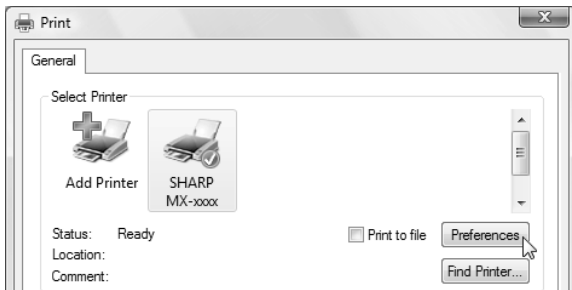 Print
General
Select Printer
Add Printer
SHARP
MX-xxxx
Status: Ready
Print to file
Preferences
Location:
Comment:
Find Printer...